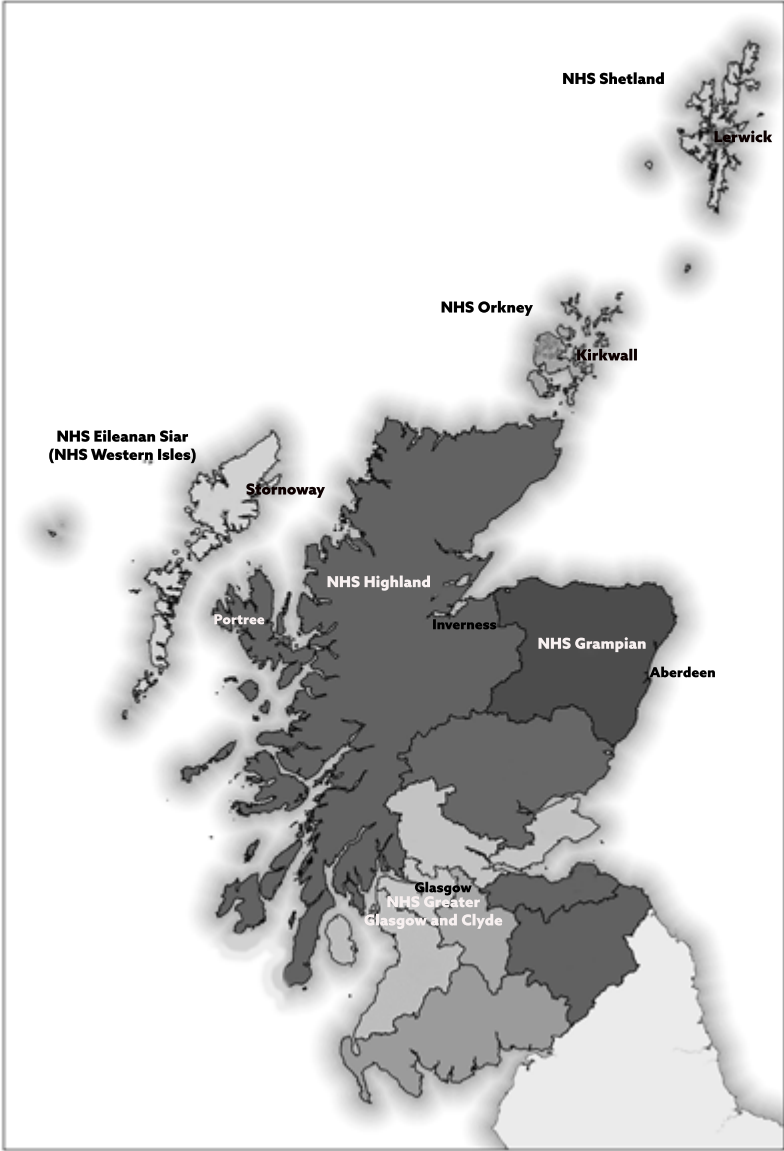 NHS Shetland
Lerwick
NHS Orkney
Kirkwall
NHS Eileanan Siar
(NHS Western Isles)
Stornoway
NHS Highland
Portree
Inverness
NHS Grampian
Aberdeen
Glasgow
NHS Greater
Glasgow and Clyde